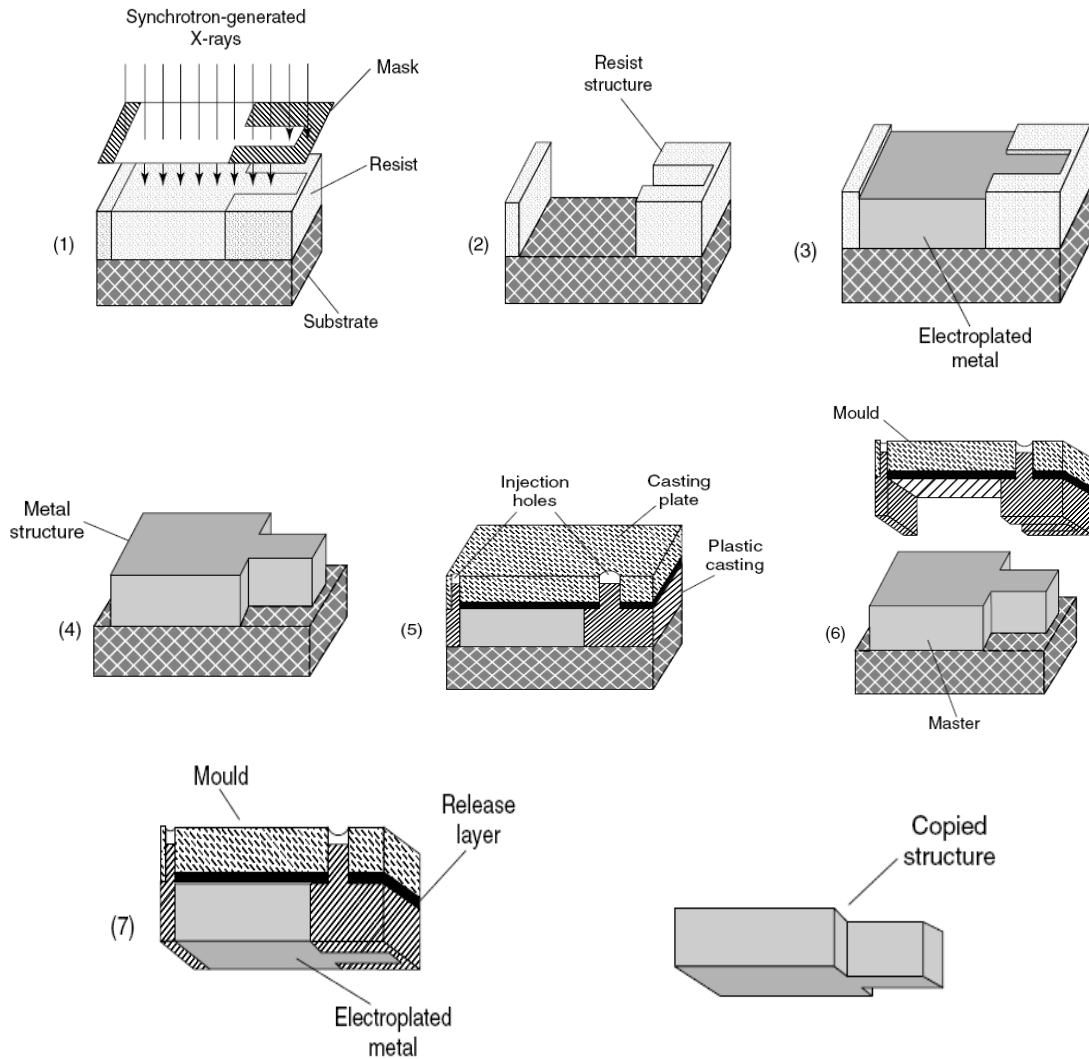 Synchrotron-generated
X-rays
Mask
Resist
(1)
Substrate
Resist
structure
(2)
(3)
Electroplated
metal
Metal
structure
(4)
Injection
holes
Casting
plate
Plastic
casting
(5)
Mould
(6)
Master
Mould
Release
layer
(7)
Electroplated
metal
Copied
structure